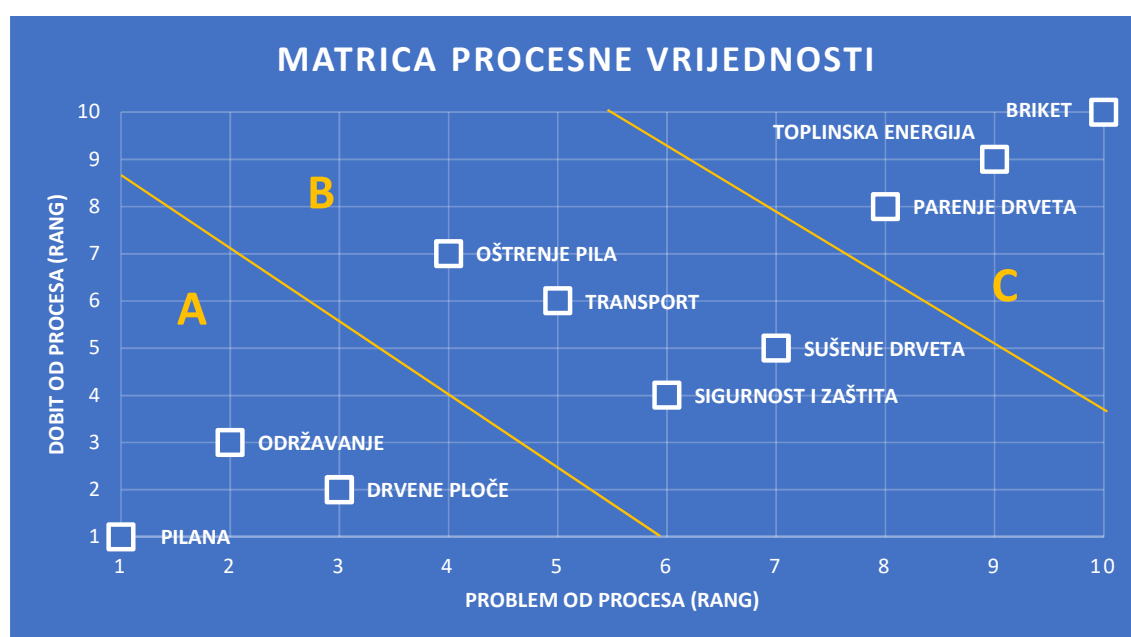 MATRICA PROCESNE VRIJEDNOSTI
DOBIT OD PROCESA (RANG)
10
9
8
7
6
5
4
3
2
1
BRIKET
TOPLINSKA ENERGIJA
PARENJE DRVETA
B
OŠTRENJE PILA
A
TRANSPORT
C
SUŠENJE DRVETA
SIGURNOST I ZAŠTITA
ODRŽAVANJE
DRVENE PLOČE
PILANA
1 2 3 4 5 6 7 8 9 10
PROBLEM OD PROCESA (RANG)